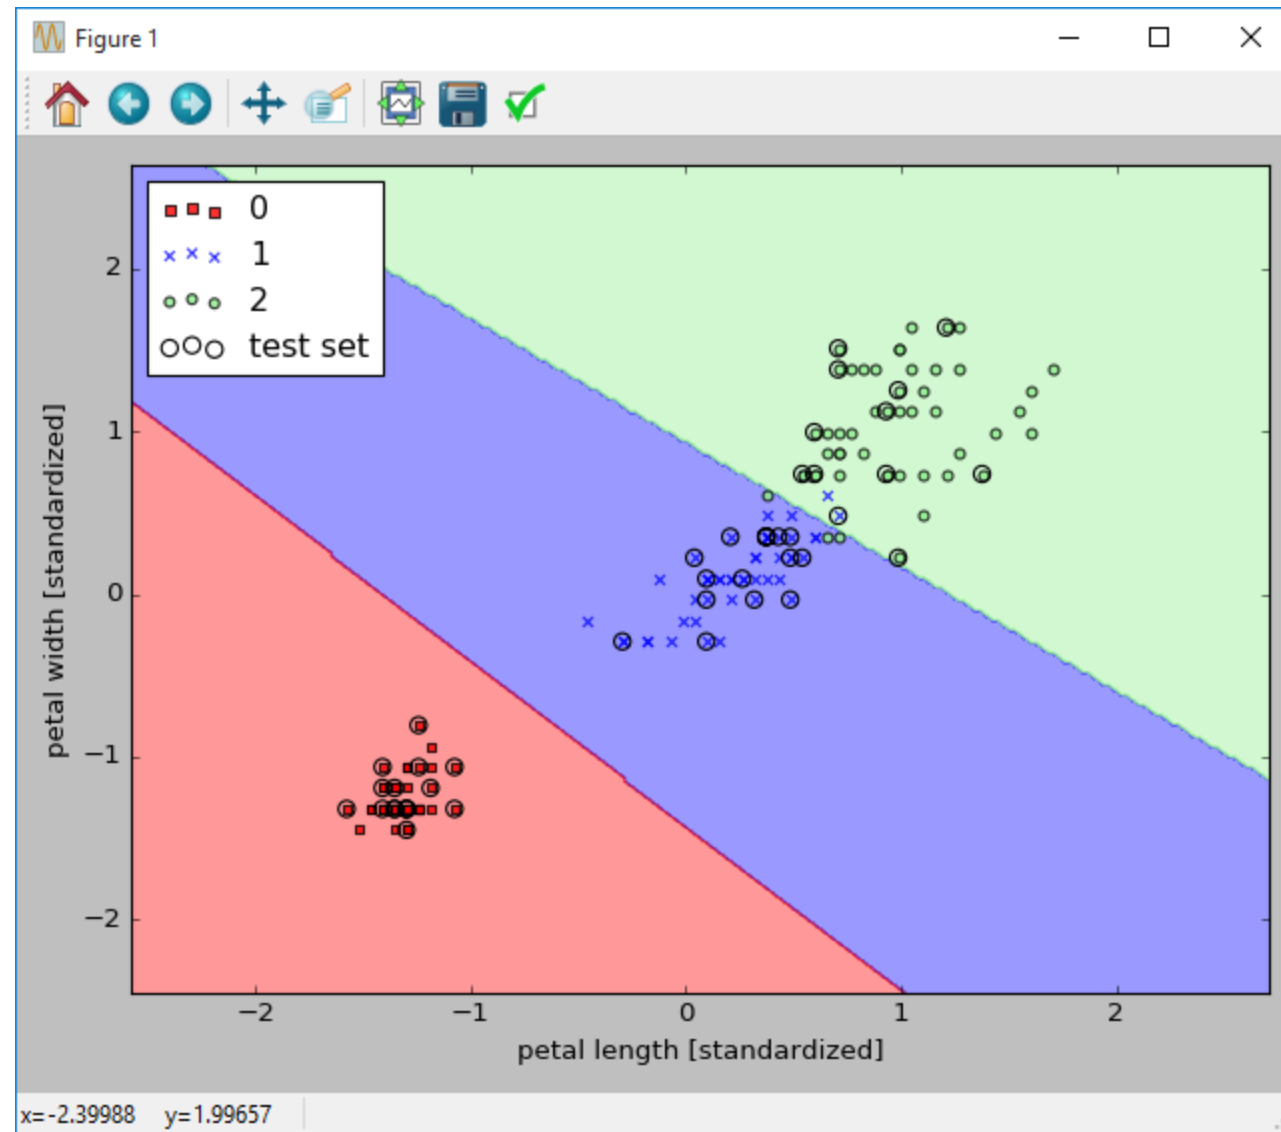 Figure 1
0
1
2
test set
petal width [standardized]
2
1
0
−1
−2
−2
−1
0
1
2
petal length [standardized]
x=-2.39988 y=1.99657